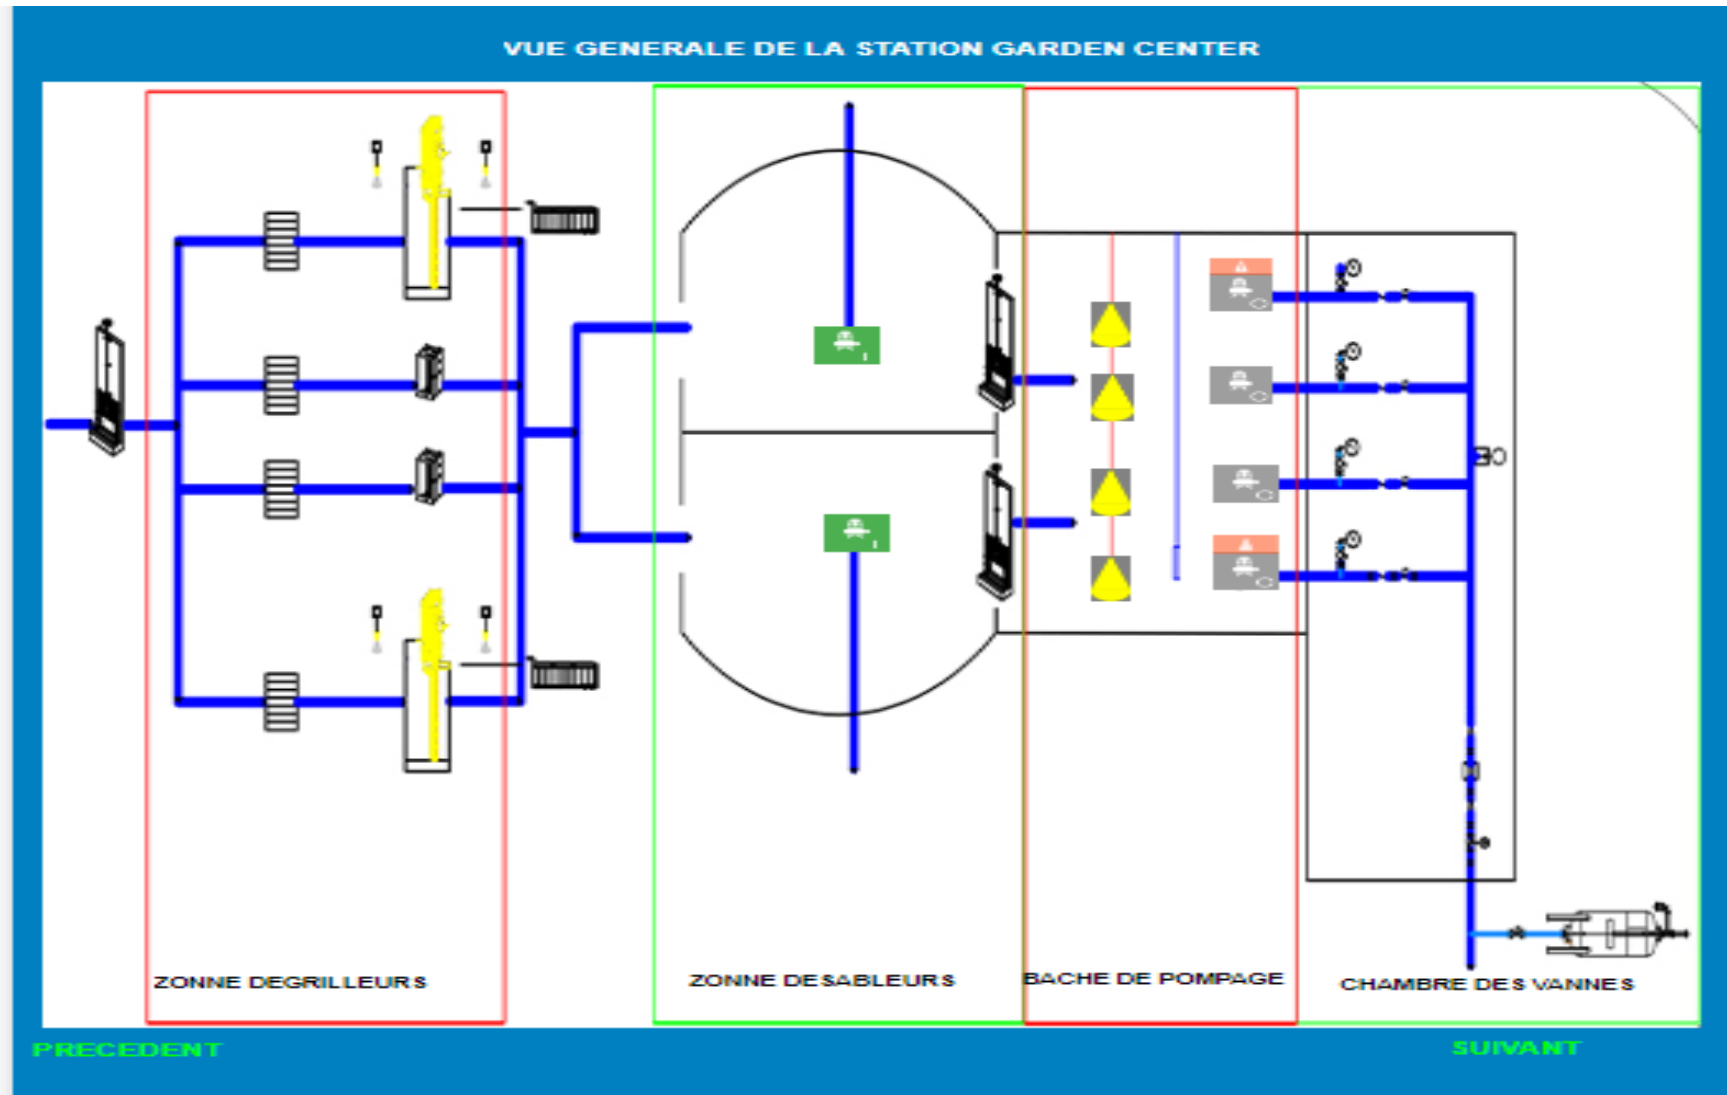 VUE GENERALE DE LA STATION GARDEN CENTER
ZONNE DEGRILLEURS
ZONNE DESABLEURS
BACHE DE POMPAGE
CHAMBRE DES VANNES
PRECEDENT
SUIVANT